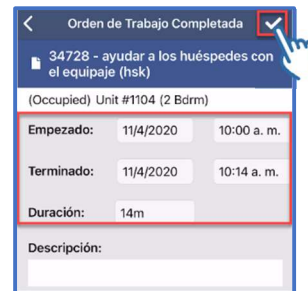 Orden de Trabajo Completada
34728 - ayudar a los huéspedes con
el equipaje (hsk)
(Occupied) Unit #1104 (2 Bdrm)
Empezado: 11/4/2020 10:00 a. m.
Terminado: 11/4/2020 10:14 a. m.
Duración: 14m
Descripción: